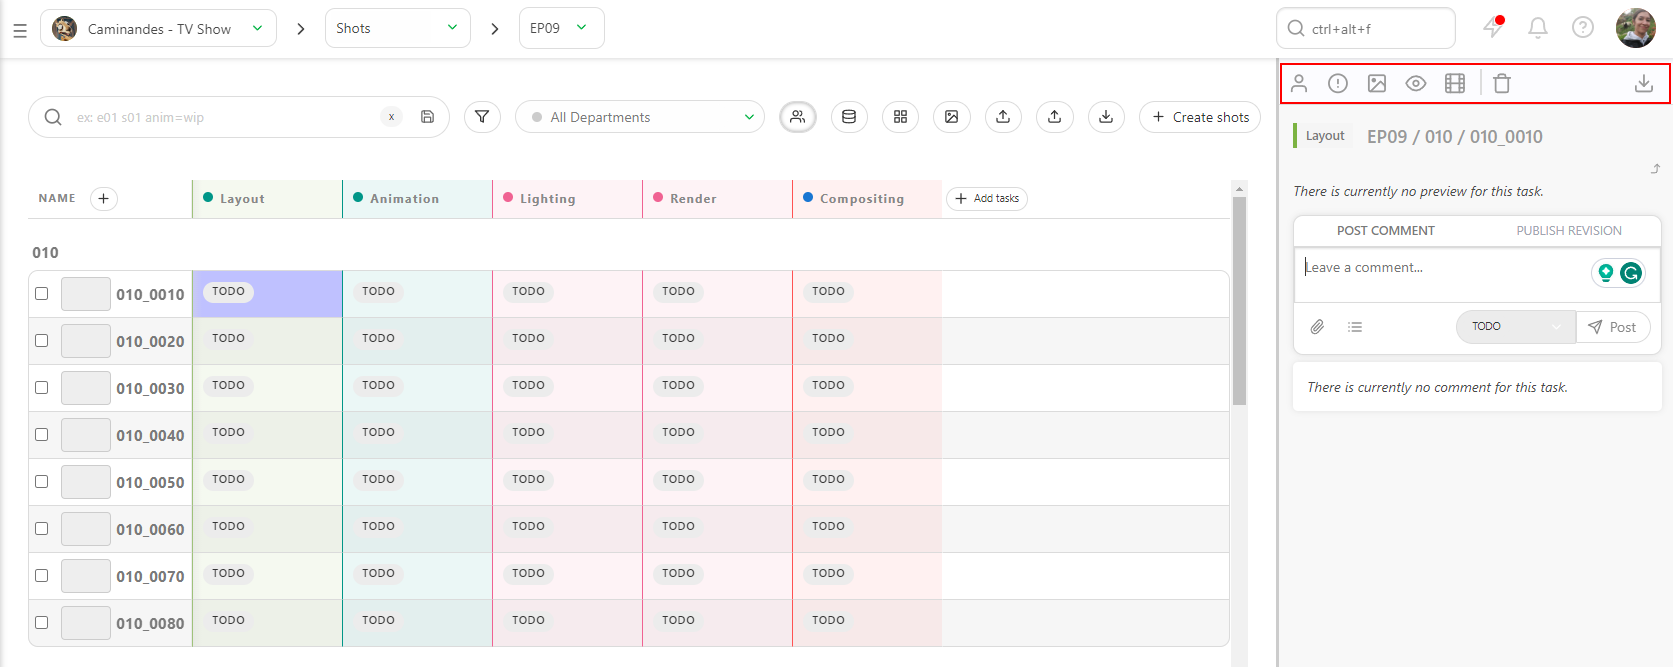 Caminandes - TV Show
Shots
EP09
ctrl+alt+f
ex: e01 s01 anim=wip
x
All Departments
Create shots
NAME
Layout
Animation
Lighting
Render
Compositing
Add tasks
010
010_0010 TODO TODO TODO TODO TODO
010_0020 TODO TODO TODO TODO TODO
010_0030 TODO TODO TODO TODO TODO
010_0040 TODO TODO TODO TODO TODO
010_0050 TODO TODO TODO TODO TODO
010_0060 TODO TODO TODO TODO TODO
010_0070 TODO TODO TODO TODO TODO
010_0080 TODO TODO TODO TODO TODO
Layout EP09 / 010 / 010_0010
There is currently no preview for this task.
POST COMMENT PUBLISH REVISION
Leave a comment...
TODO Post
There is currently no comment for this task.